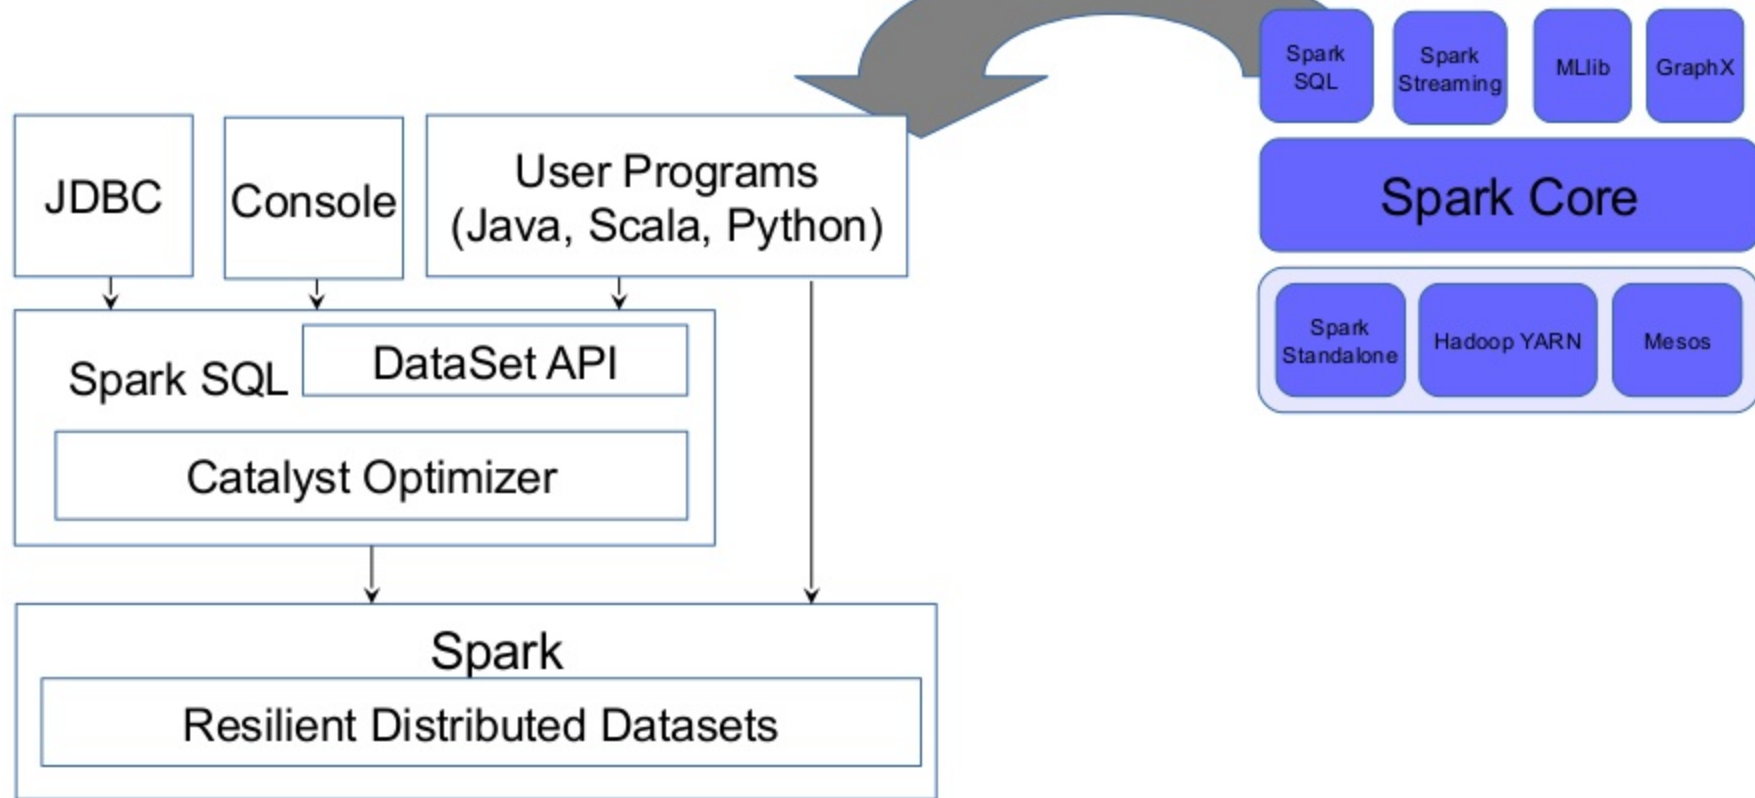 JDBC
Console
User Programs
(Java, Scala, Python)
Spark SQL
DataSet API
Catalyst Optimizer
Spark
Resilient Distributed Datasets
Spark
SQL
Spark
Streaming
MLlib
GraphX
Spark Core
Spark
Standalone
Hadoop YARN
Mesos